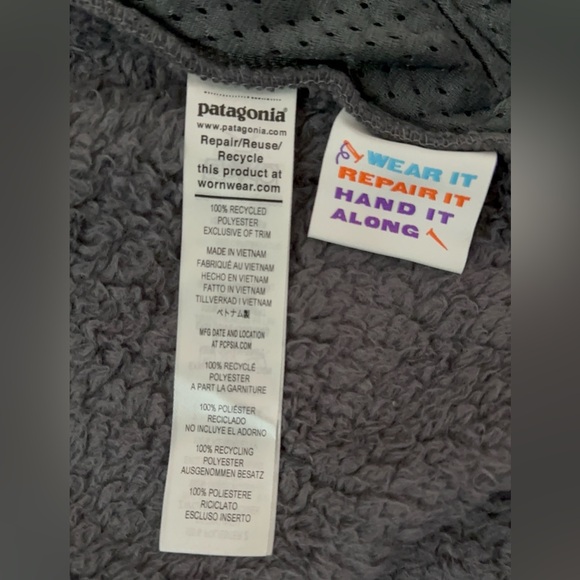 patagonia®
www.patagonia.com
Repair/Reuse/
Recycle
this product at
wornwear.com
100% RECYCLED
POLYESTER
EXCLUSIVE OF TRIM
MADE IN VIETNAM
FABRIQUÉ AU VIETNAM
HECHO EN VIETNAM
FATTO IN VIETNAM
TILLVERKAD I VIETNAM
ベトナム製
MFG DATE AND LOCATION
AT PCPSIA.COM
100% RECYCLÉ
POLYESTER
A PART LA GARNITURE
100% POLIÉSTER
RECICLADO
NO INCLUYE EL ADORNO
100% RECYCLING
POLYESTER
AUSGENOMMEN BESATZ
100% POLIESTERE
RICICLATO
ESCLUSO INSERTO
WEAR IT
REPAIR IT
HAND IT
ALONG